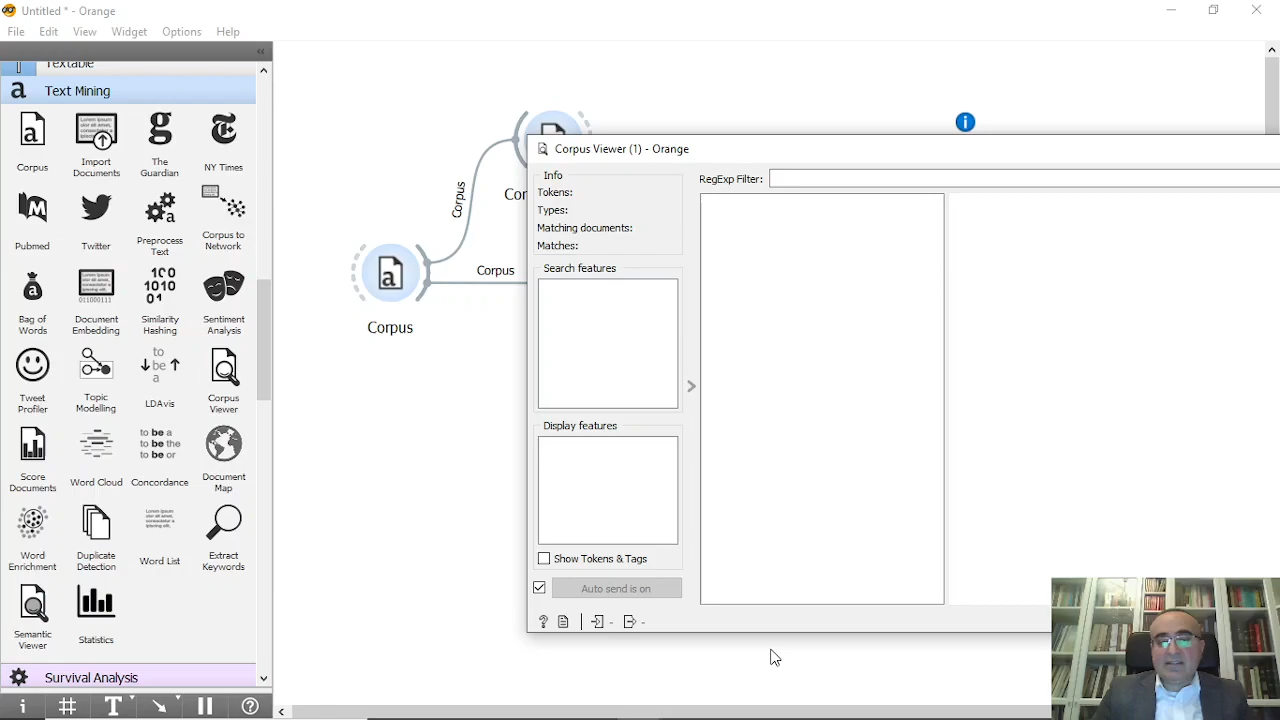 Untitled * - Orange
File Edit View Widget Options Help
Textable
a Text Mining
Corpus
Import Documents
The Guardian
NY Times
Pubmed
Twitter
Preprocess Text
Corpus to Network
Bag of Words
Document Embedding
Similarity Hashing
Sentiment Analysis
Tweet Profiler
Topic Modelling
LDAvis
Corpus Viewer
Score Documents
Word Cloud
Concordance
Document Map
Word Enrichment
Duplicate Detection
Word List
Extract Keywords
Semantic Viewer
Statistics
Survival Analysis
Corpus
Corpus
Corpus
Cor
Corpus Viewer (1) - Orange
Info
Tokens:
Types:
Matching documents:
Matches:
RegExp Filter:
Search features
Display features
Show Tokens & Tags
Auto send is on